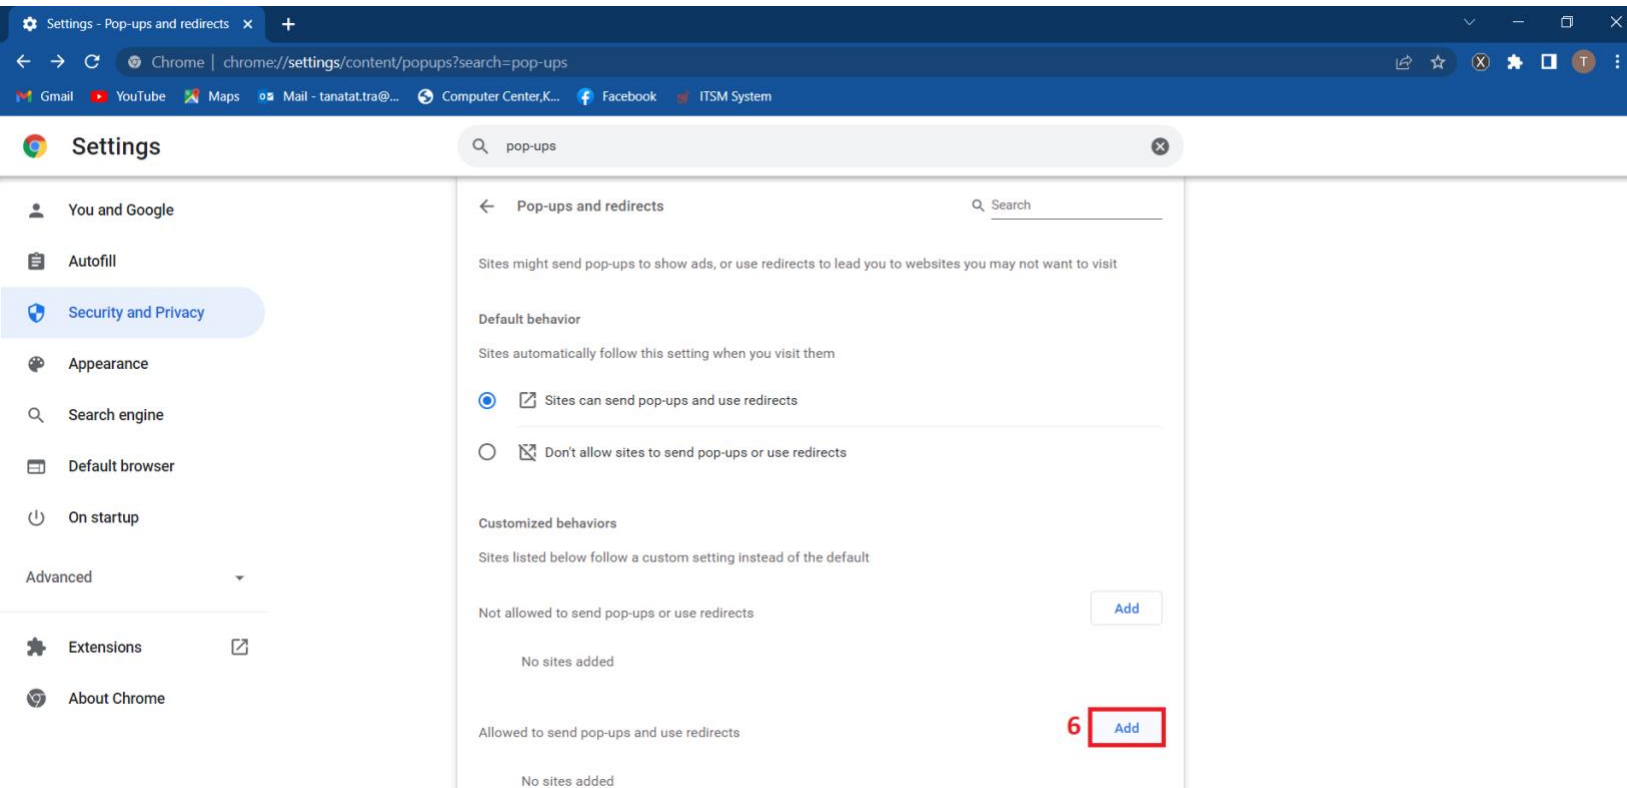 Settings - Pop-ups and redirects
Chrome | chrome://settings/content/popups?search=pop-ups
Gmail YouTube Maps Mail - tanatat.tra@... Computer Center,K... Facebook ITSM System
T
Settings
pop-ups
You and Google
Autofill
Security and Privacy
Appearance
Search engine
Default browser
On startup
Advanced
Extensions
About Chrome
Pop-ups and redirects
Search
Sites might send pop-ups to show ads, or use redirects to lead you to websites you may not want to visit
Default behavior
Sites automatically follow this setting when you visit them
Sites can send pop-ups and use redirects
Don't allow sites to send pop-ups or use redirects
Customized behaviors
Sites listed below follow a custom setting instead of the default
Not allowed to send pop-ups or use redirects
Add
No sites added
Allowed to send pop-ups and use redirects
6 Add
No sites added